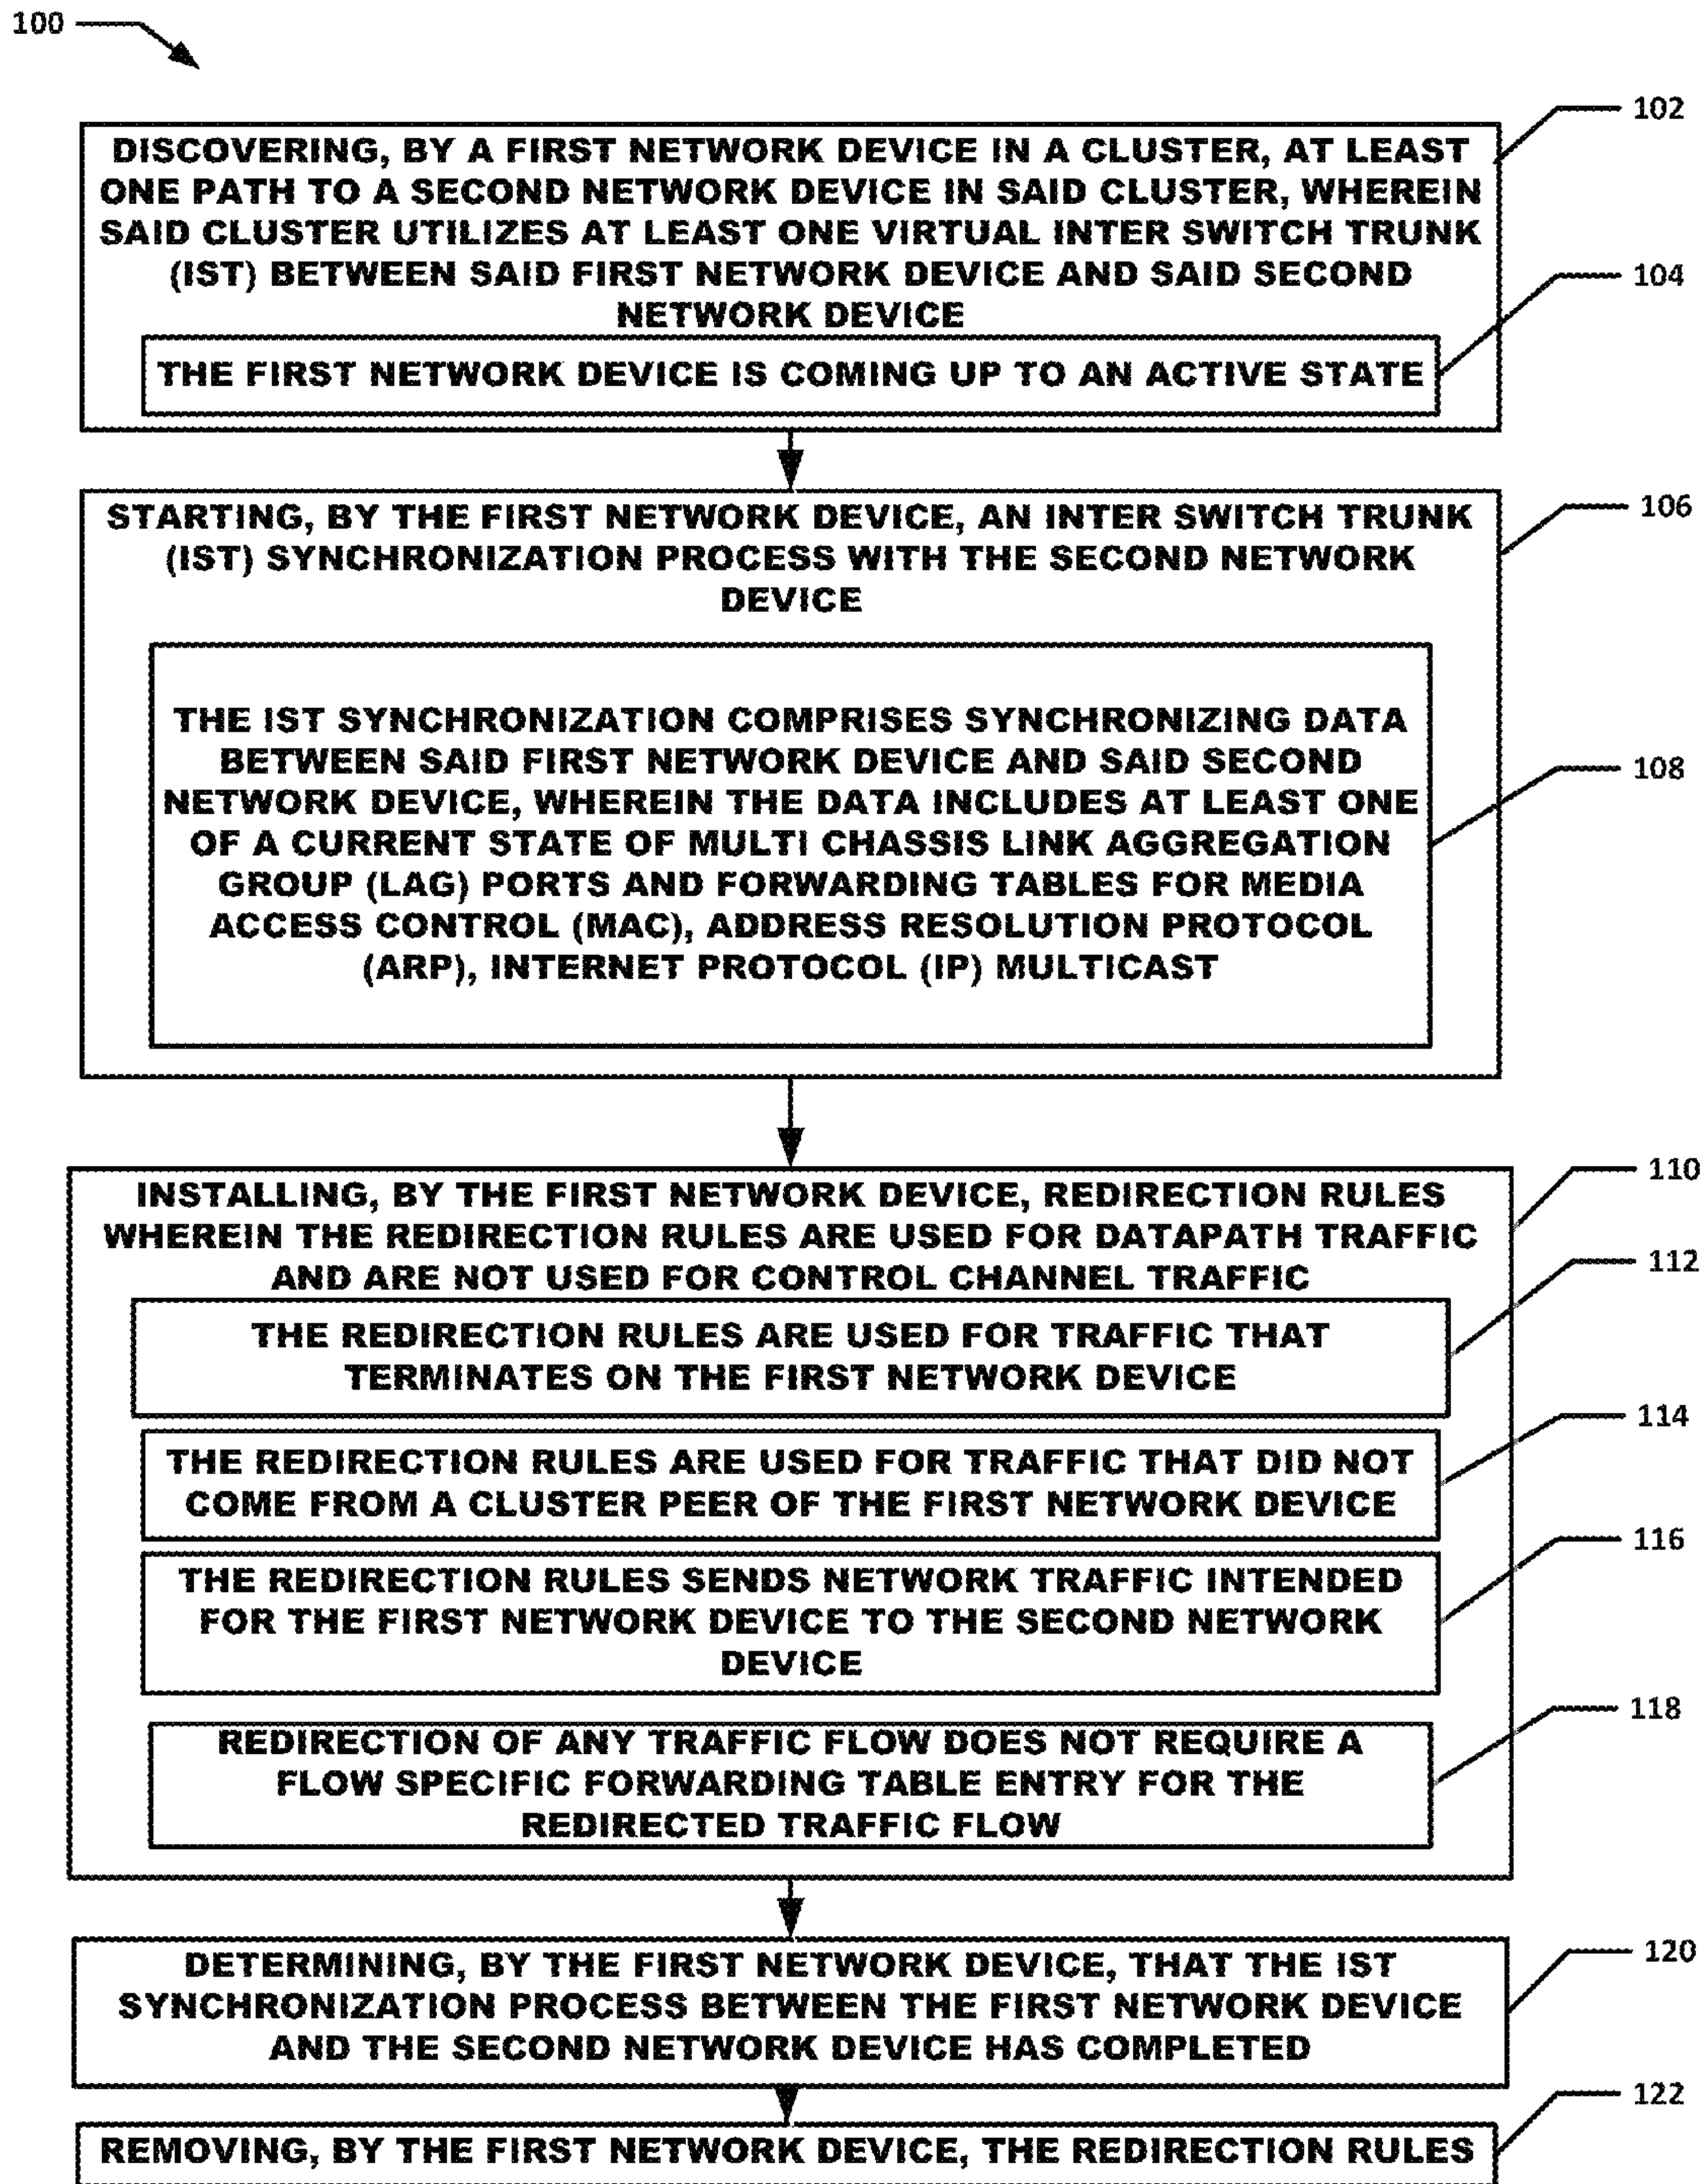 100
102
DISCOVERING, BY A FIRST NETWORK DEVICE IN A CLUSTER, AT LEAST
ONE PATH TO A SECOND NETWORK DEVICE IN SAID CLUSTER, WHEREIN
SAID CLUSTER UTILIZES AT LEAST ONE VIRTUAL INTER SWITCH TRUNK
(IST) BETWEEN SAID FIRST NETWORK DEVICE AND SAID SECOND
NETWORK DEVICE
104
THE FIRST NETWORK DEVICE IS COMING UP TO AN ACTIVE STATE
106
STARTING, BY THE FIRST NETWORK DEVICE, AN INTER SWITCH TRUNK
(IST) SYNCHRONIZATION PROCESS WITH THE SECOND NETWORK
DEVICE
108
THE IST SYNCHRONIZATION COMPRISES SYNCHRONIZING DATA
BETWEEN SAID FIRST NETWORK DEVICE AND SAID SECOND
NETWORK DEVICE, WHEREIN THE DATA INCLUDES AT LEAST ONE
OF A CURRENT STATE OF MULTI CHASSIS LINK AGGREGATION
GROUP (LAG) PORTS AND FORWARDING TABLES FOR MEDIA
ACCESS CONTROL (MAC), ADDRESS RESOLUTION PROTOCOL
(ARP), INTERNET PROTOCOL (IP) MULTICAST
110
INSTALLING, BY THE FIRST NETWORK DEVICE, REDIRECTION RULES
WHEREIN THE REDIRECTION RULES ARE USED FOR DATAPATH TRAFFIC
AND ARE NOT USED FOR CONTROL CHANNEL TRAFFIC
112
THE REDIRECTION RULES ARE USED FOR TRAFFIC THAT
TERMINATES ON THE FIRST NETWORK DEVICE
114
THE REDIRECTION RULES ARE USED FOR TRAFFIC THAT DID NOT
COME FROM A CLUSTER PEER OF THE FIRST NETWORK DEVICE
116
THE REDIRECTION RULES SENDS NETWORK TRAFFIC INTENDED
FOR THE FIRST NETWORK DEVICE TO THE SECOND NETWORK
DEVICE
118
REDIRECTION OF ANY TRAFFIC FLOW DOES NOT REQUIRE A
FLOW SPECIFIC FORWARDING TABLE ENTRY FOR THE
REDIRECTED TRAFFIC FLOW
120
DETERMINING, BY THE FIRST NETWORK DEVICE, THAT THE IST
SYNCHRONIZATION PROCESS BETWEEN THE FIRST NETWORK DEVICE
AND THE SECOND NETWORK DEVICE HAS COMPLETED
122
REMOVING, BY THE FIRST NETWORK DEVICE, THE REDIRECTION RULES